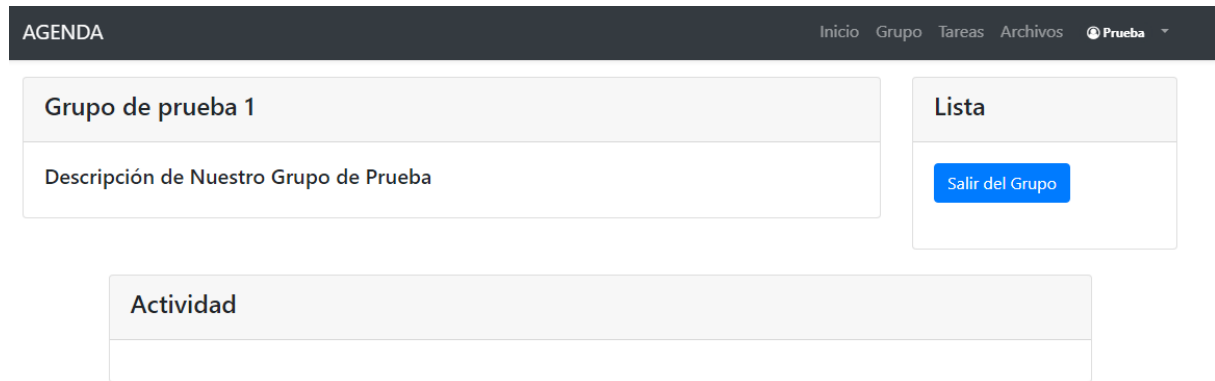 AGENDA
Inicio Grupo Tareas Archivos Prueba
Grupo de prueba 1
Descripción de Nuestro Grupo de Prueba
Lista
Salir del Grupo
Actividad